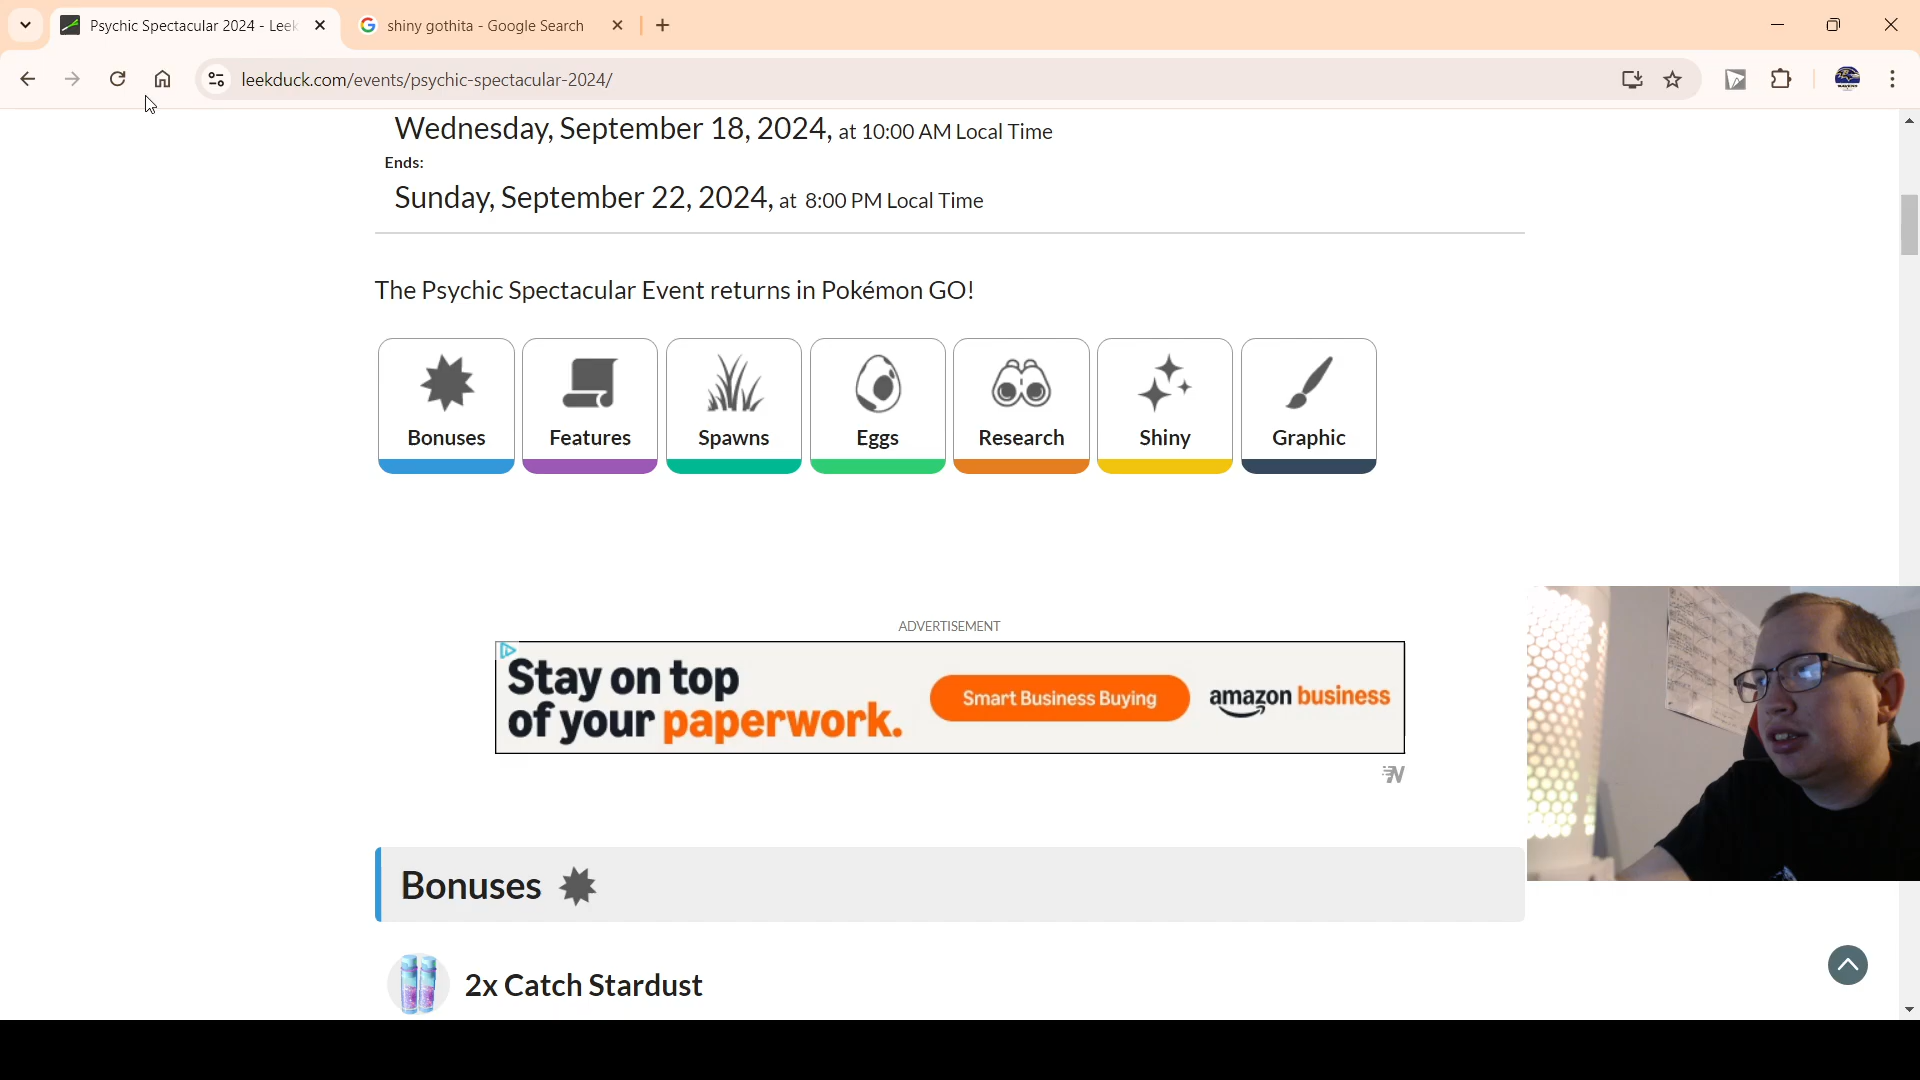 Psychic Spectacular 2024 - Leek
shiny gothita - Google Search
leekduck.com/events/psychic-spectacular-2024/
Wednesday, September 18, 2024, at 10:00 AM Local Time
Ends:
Sunday, September 22, 2024, at 8:00 PM Local Time
The Psychic Spectacular Event returns in Pokémon GO!
Bonuses
Features
Spawns
Eggs
Research
Shiny
Graphic
ADVERTISEMENT
Stay on top
of your paperwork.
Smart Business Buying
amazon business
Bonuses
2x Catch Stardust